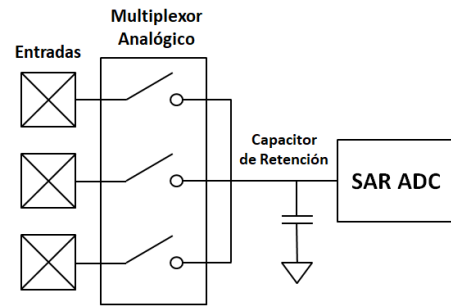 Multiplexor
Analógico
Entradas
Capacitor
de Retención
SAR ADC